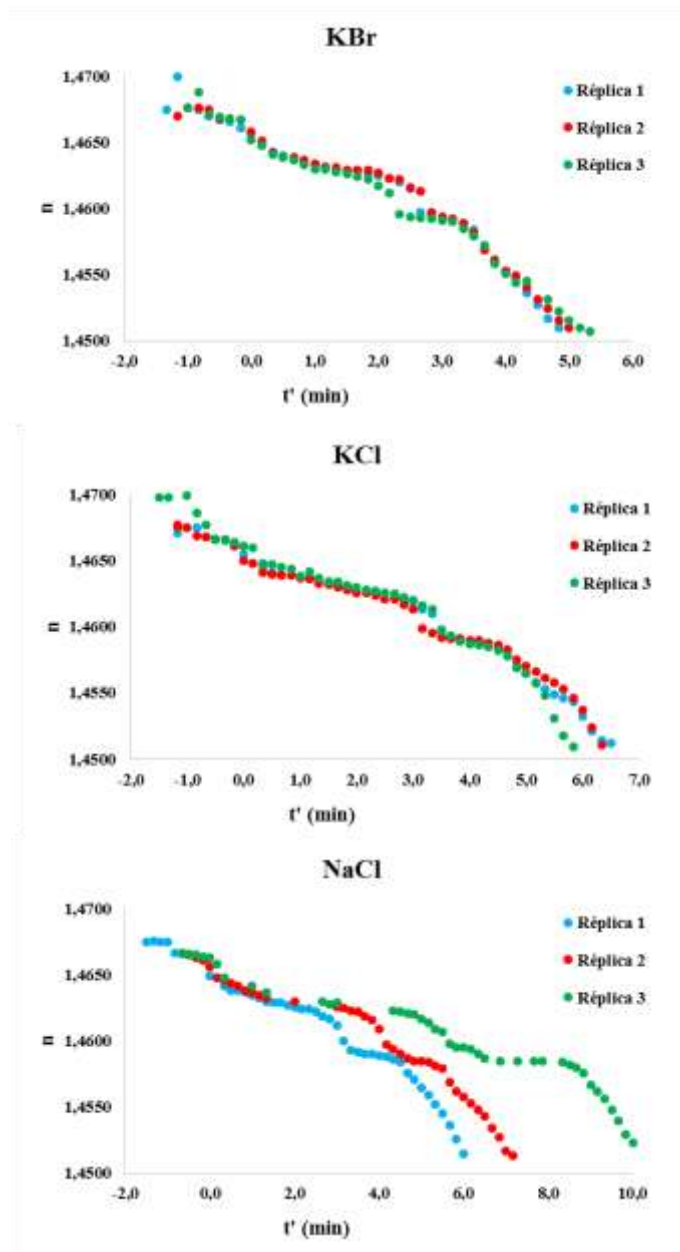 KBr
1,4700
Réplica 1
1,4650
Réplica 2
Réplica 3
n
1,4600
1,4550
1,4500
-2,0 -1,0 0,0 1,0 2,0 3,0 4,0 5,0 6,0
t' (min)
KCl
1,4700
Réplica 1
1,4650
Réplica 2
Réplica 3
n
1,4600
1,4550
1,4500
-2,0 -1,0 0,0 1,0 2,0 3,0 4,0 5,0 6,0 7,0
t' (min)
NaCl
1,4700
Réplica 1
1,4650
Réplica 2
Réplica 3
n
1,4600
1,4550
1,4500
-2,0 0,0 2,0 4,0 6,0 8,0 10,0
t' (min)